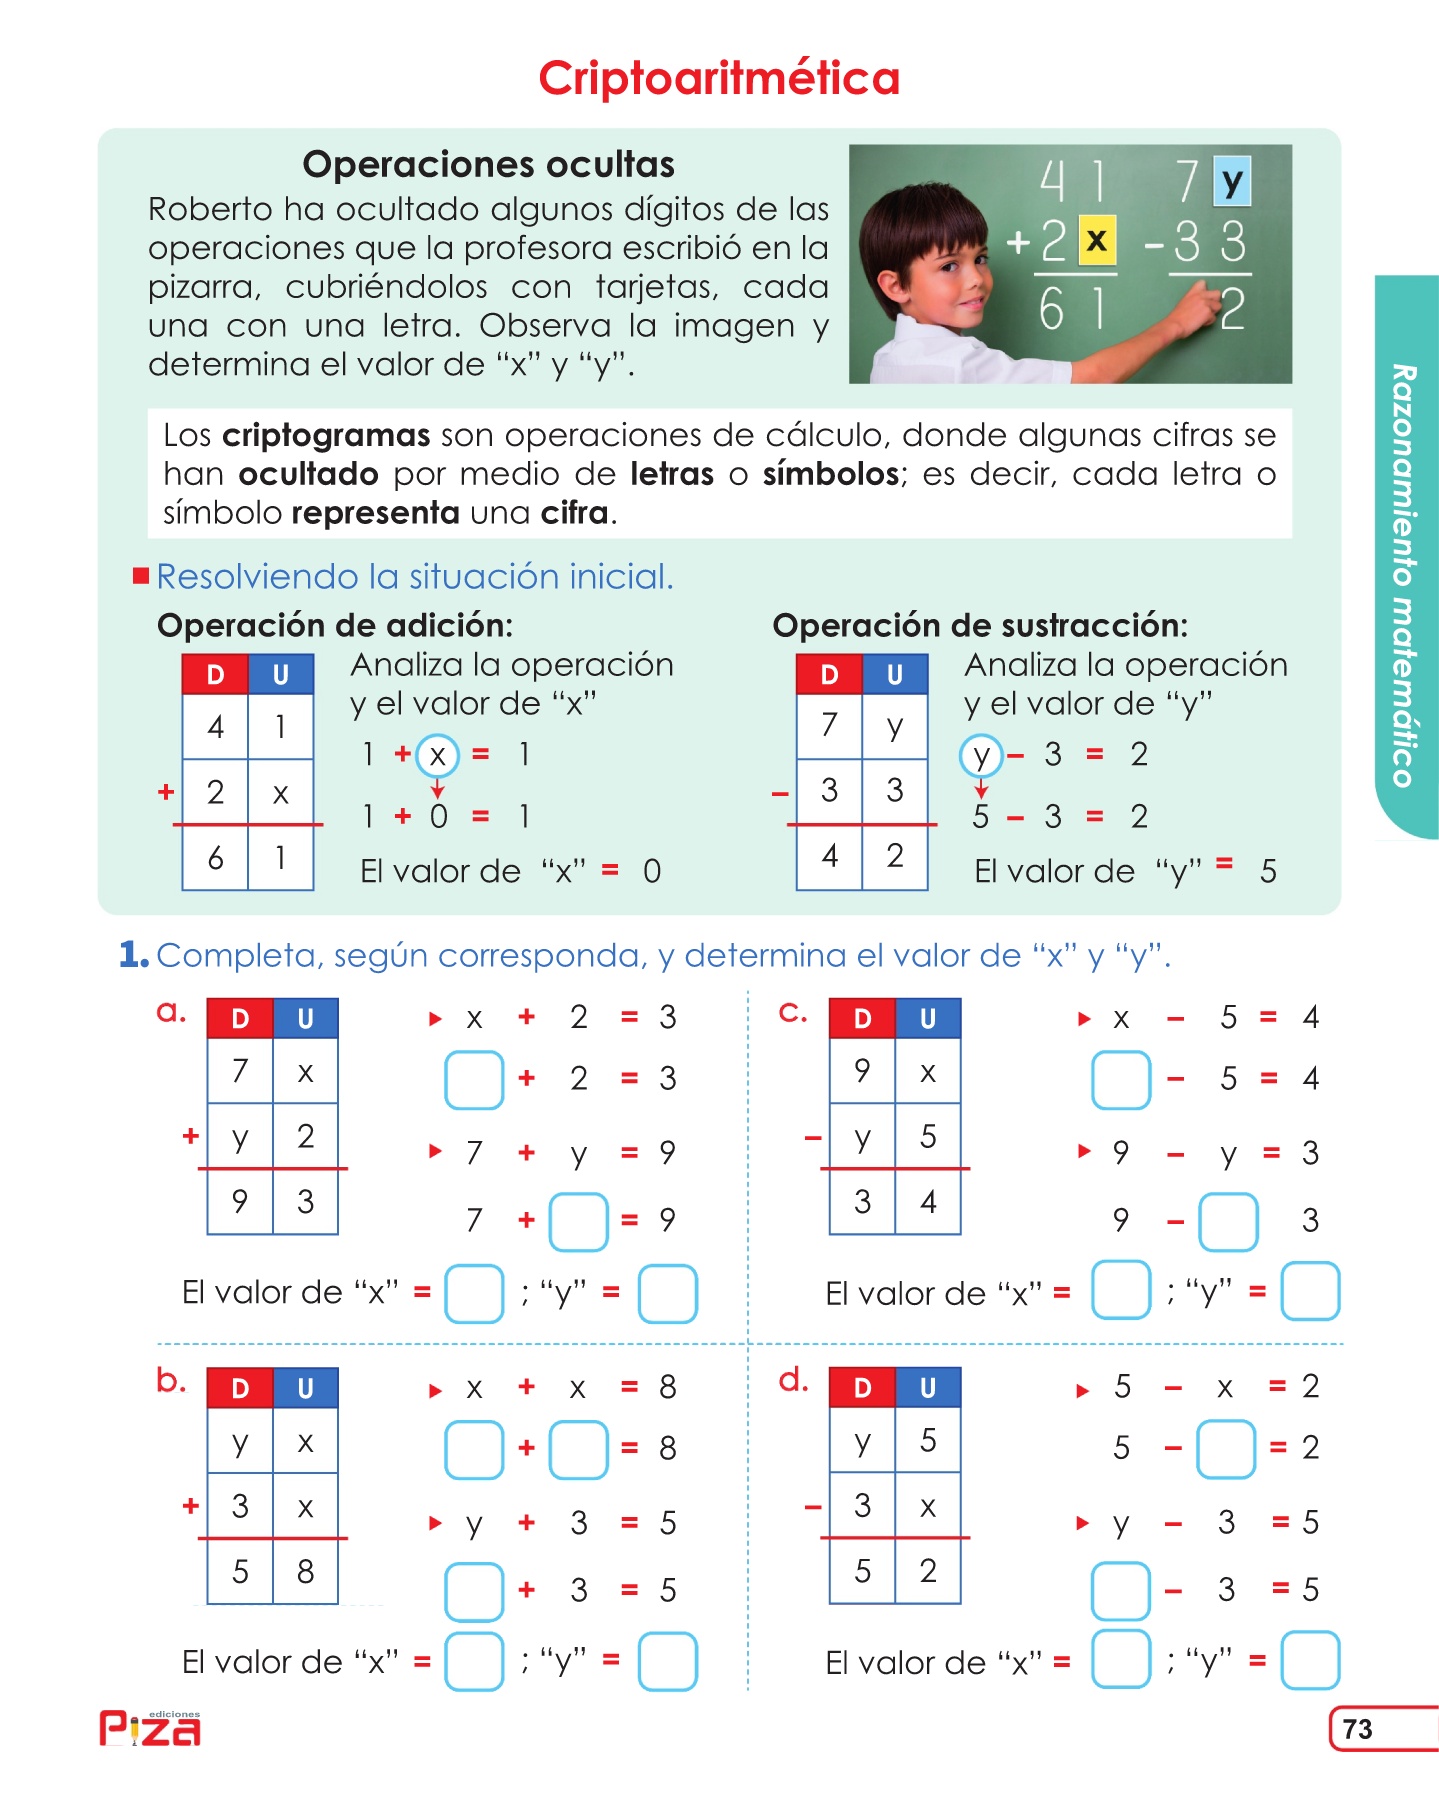 Criptoaritmética
Operaciones ocultas
Roberto ha ocultado algunos dígitos de las
operaciones que la profesora escribió en la
pizarra, cubriéndolos con tarjetas, cada
una con una letra. Observa la imagen y
determina el valor de “x” y “y”.
4 1
+ 2 x
6 1
7 y
- 3 3
2
Los criptogramas son operaciones de cálculo, donde algunas cifras se
han ocultado por medio de letras o símbolos; es decir, cada letra o
símbolo representa una cifra.
Resolviendo la situación inicial.
Operación de adición:
D U
4 1
+ 2 x
6 1
Analiza la operación
y el valor de “x”
1 + x = 1
1 + 0 = 1
El valor de “x” = 0
Operación de sustracción:
D U
7 y
– 3 3
4 2
Analiza la operación
y el valor de “y”
y – 3 = 2
5 – 3 = 2
El valor de “y” = 5
Razonamiento matemático
1. Completa, según corresponda, y determina el valor de “x” y “y”.
a.
D U
7 x
+ y 2
9 3
x + 2 = 3
+ 2 = 3
7 + y = 9
7 + = 9
El valor de “x” = ; “y” =
c.
D U
9 x
– y 5
3 4
x – 5 = 4
– 5 = 4
9 – y = 3
9 – 3
El valor de “x” = ; “y” =
b.
D U
y x
+ 3 x
5 8
x + x = 8
+ = 8
y + 3 = 5
+ 3 = 5
El valor de “x” = ; “y” =
d.
D U
y 5
– 3 x
5 2
5 – x = 2
5 – = 2
y – 3 = 5
– 3 = 5
El valor de “x” = ; “y” =
ediciones
Piza
73